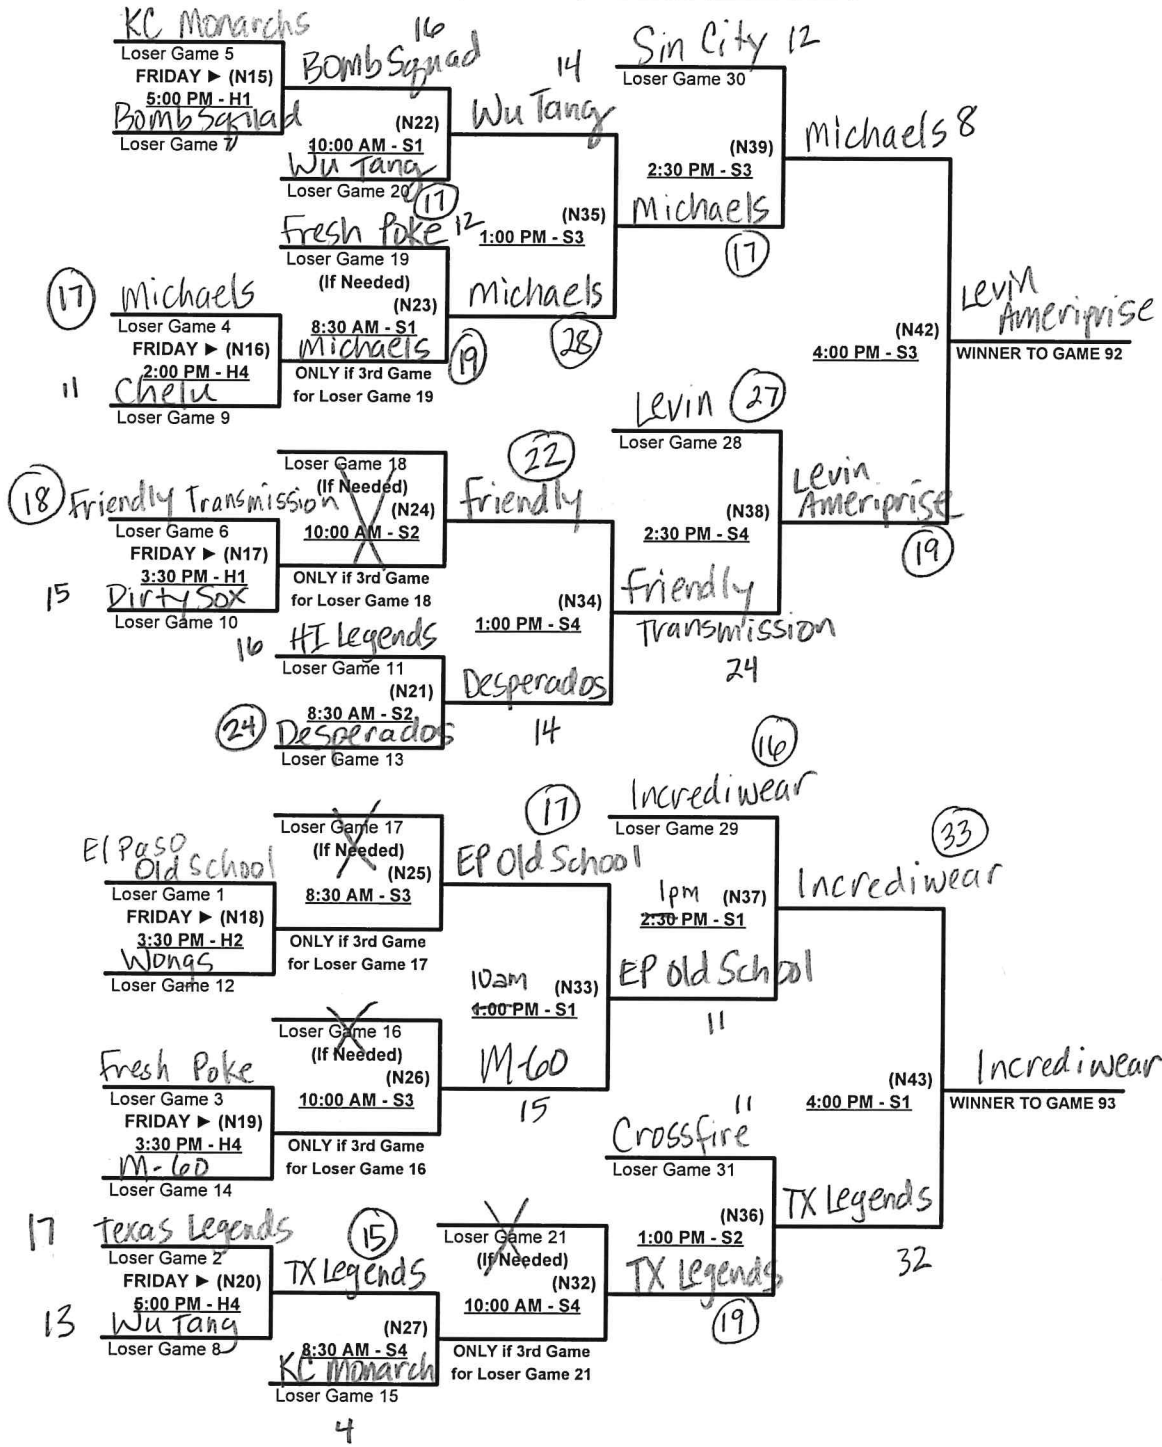 KC Monarchs
Loser Game 5
FRIDAY ► (N15)
5:00 PM - H1
Bomb Squad
Loser Game 7
16
Bomb Squad
(N22)
10:00 AM - S1
Wu Tang
Loser Game 20
17
14
Wu Tang
Sin City 12
Loser Game 30
(N39)
2:30 PM - S3
Michaels
17
Michaels 8
Fresh Poke 12
Loser Game 19
(If Needed)
(N23)
8:30 AM - S1
Michaels
19
ONLY if 3rd Game
for Loser Game 19
(N35)
1:00 PM - S3
Michaels
28
17
Michaels
Loser Game 4
FRIDAY ► (N16)
2:00 PM - H4
11
Chelu
Loser Game 9
(N42)
4:00 PM - S3
Levin
Ameriprise
WINNER TO GAME 92
Levin 27
Loser Game 28
(N38)
2:30 PM - S4
Friendly
Transmission
24
Levin
Ameriprise
19
Loser Game 18
(If Needed)
(N24)
10:00 AM - S2
ONLY if 3rd Game
for Loser Game 18
22
Friendly
18
Friendly Transmission
Loser Game 6
FRIDAY ► (N17)
3:30 PM - H1
15
Dirty Sox
Loser Game 10
(N34)
1:00 PM - S4
16
HI Legends
Loser Game 11
(N21)
8:30 AM - S2
24
Desperados
Loser Game 13
Desperados
14
16
Incrediwear
Loser Game 29
1pm (N37)
2:30 PM - S1
EP Old School
11
33
Incrediwear
Loser Game 17
(If Needed)
(N25)
8:30 AM - S3
ONLY if 3rd Game
for Loser Game 17
17
EP Old School
El Paso
Old School
Loser Game 1
FRIDAY ► (N18)
3:30 PM - H2
Wongs
Loser Game 12
10am (N33)
1:00 PM - S1
Loser Game 16
(If Needed)
(N26)
10:00 AM - S3
ONLY if 3rd Game
for Loser Game 16
M-60
15
Fresh Poke
Loser Game 3
FRIDAY ► (N19)
3:30 PM - H4
M-60
Loser Game 14
(N43)
4:00 PM - S1
Incrediwear
WINNER TO GAME 93
11
Crossfire
Loser Game 31
(N36)
1:00 PM - S2
TX Legends
19
TX Legends
32
17
Texas Legends
Loser Game 2
FRIDAY ► (N20)
5:00 PM - H4
13
Wu Tang
Loser Game 8
15
TX Legends
(N27)
8:30 AM - S4
KC Monarch
Loser Game 15
4
Loser Game 21
(If Needed)
(N32)
10:00 AM - S4
ONLY if 3rd Game
for Loser Game 21